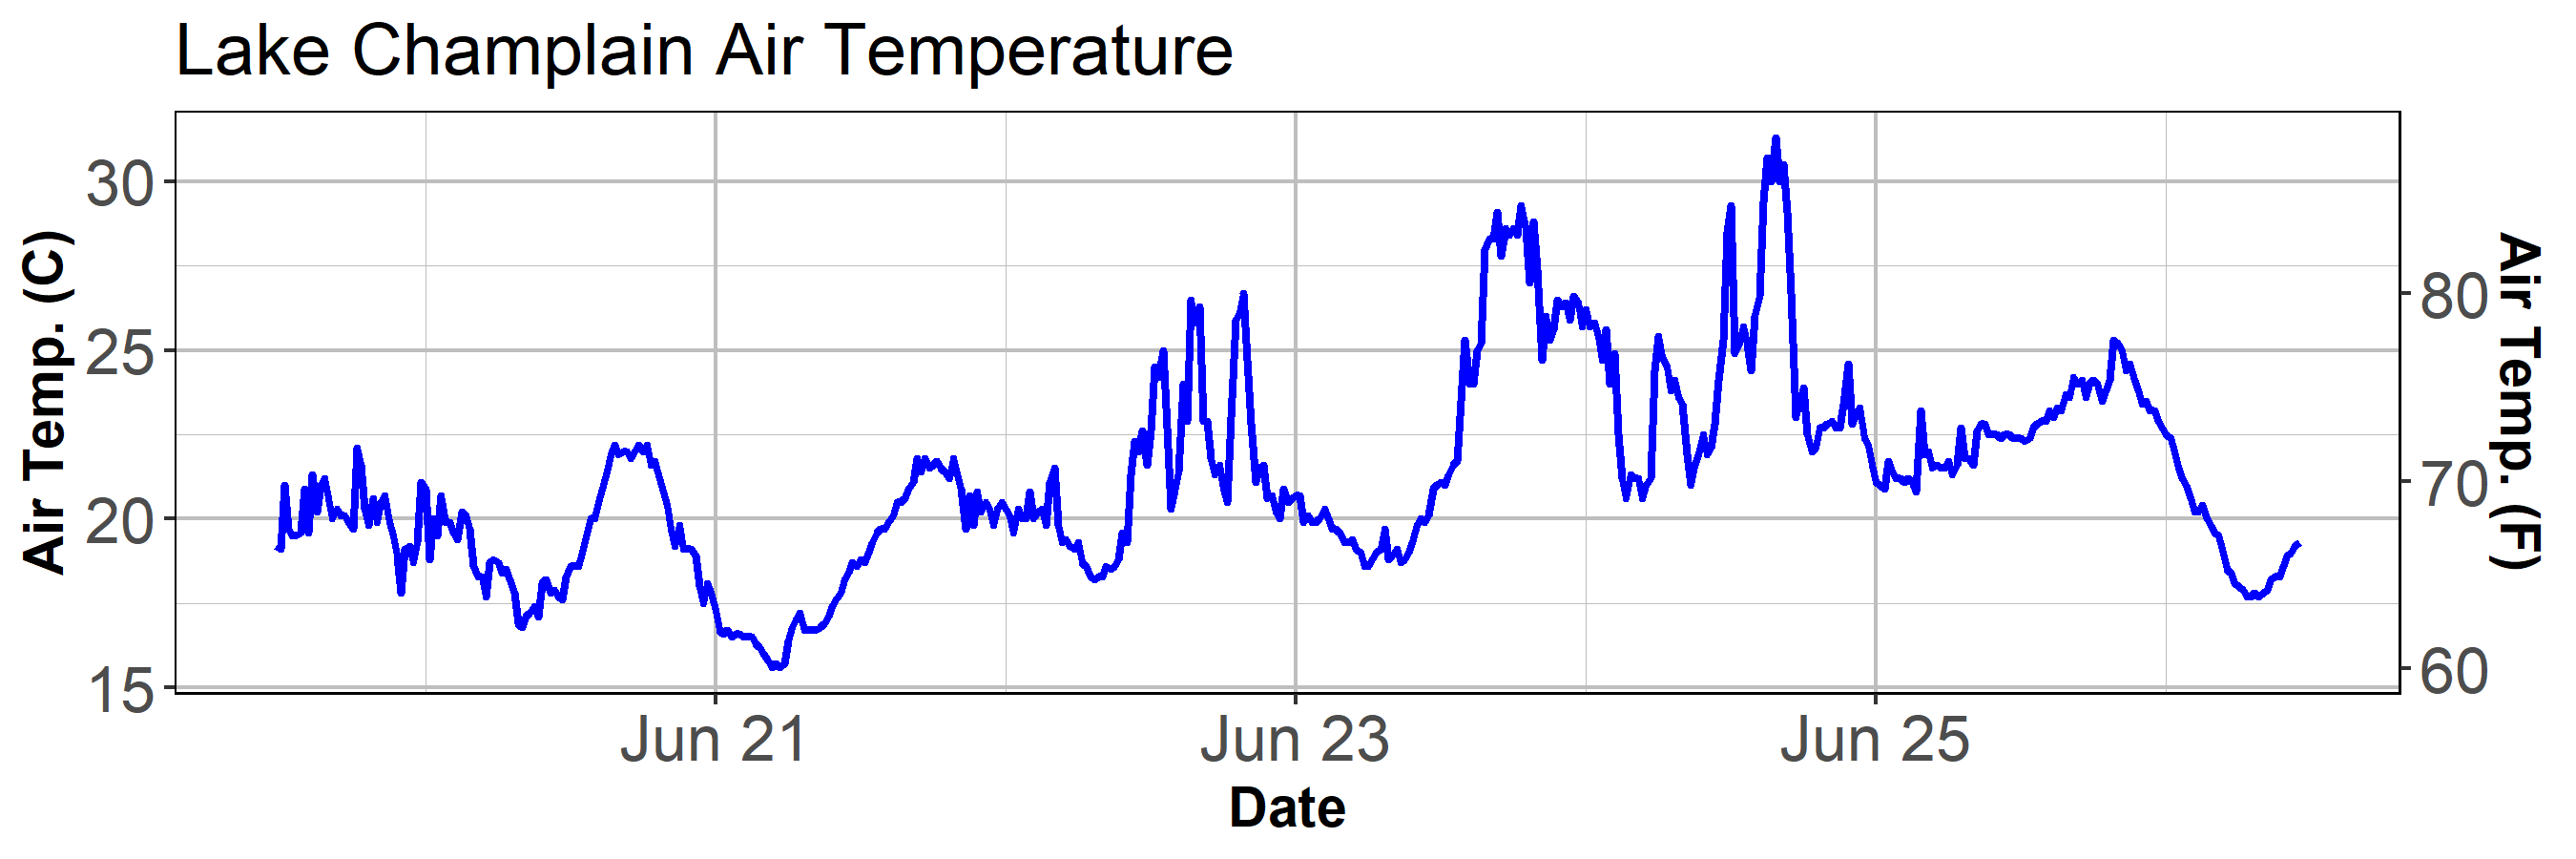 Lake Champlain Air Temperature
Air Temp. (C)
30
25
20
15
80
70
60
Air Temp. (F)
Jun 21 Jun 23 Jun 25
Date